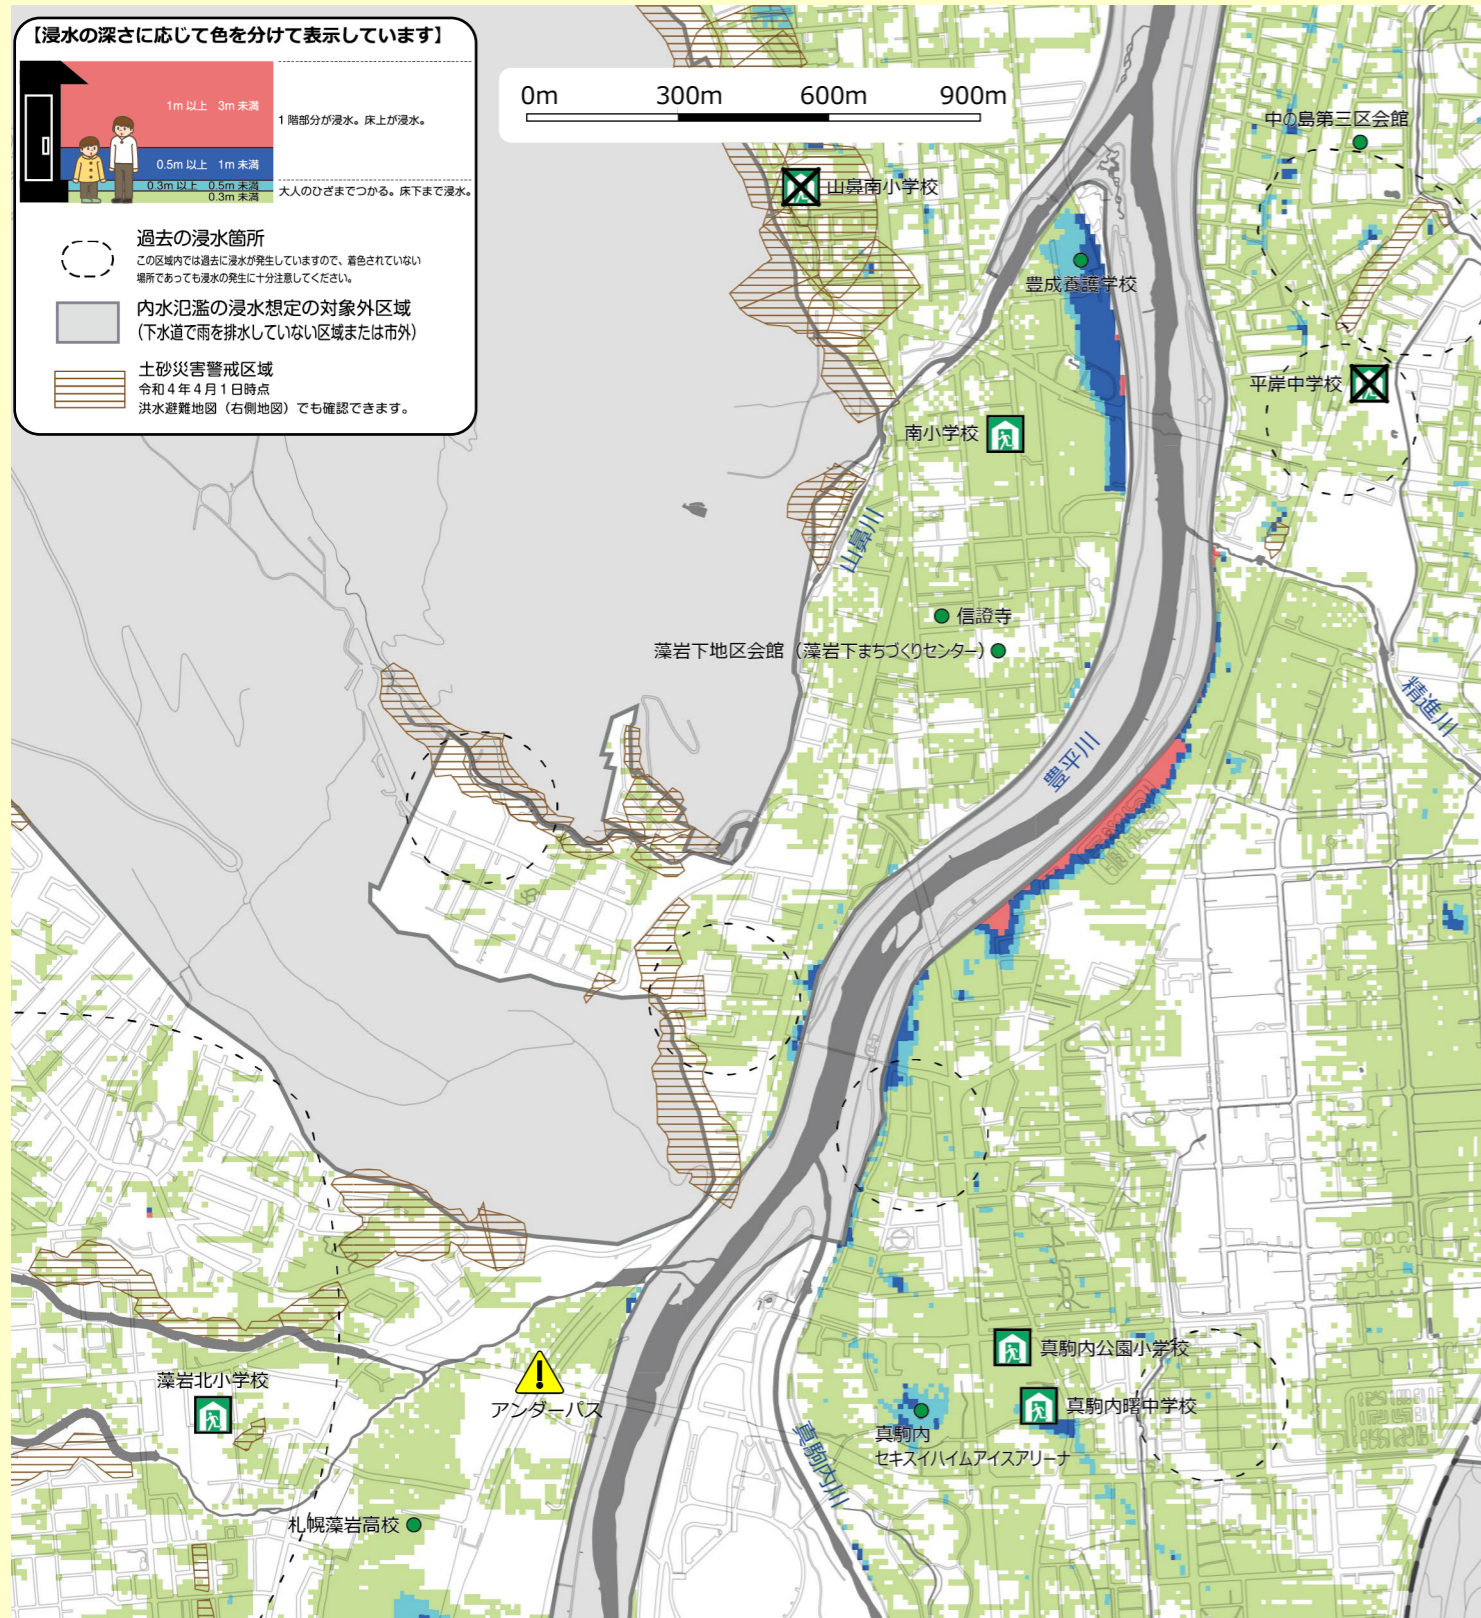 【浸水の深さに応じて色を分けて表示しています】
1m 以上 3m 未満
1 階部分が浸水。床上が浸水。
0.5m 以上 1m 未満
0.3m 以上 0.5m 未満
0.3m 未満
大人のひざまでつかる。床下まで浸水。
過去の浸水箇所
この区域内では過去に浸水が発生していますので、着色されていない
場所であっても浸水の発生に十分注意してください。
内水氾濫の浸水想定の対象外区域
(下水道で雨を排水していない区域または市外)
土砂災害警戒区域
令和４年４月１日時点
洪水避難地図（右側地図）でも確認できます。
0m 300m 600m 900m
中の島第三区会館
山鼻南小学校
豊成養護学校
平岸中学校
南小学校
山鼻川
信證寺
藻岩下地区会館（藻岩下まちづくりセンター）
精進川
豊平川
真駒内公園小学校
藻岩北小学校
アンダーパス
真駒内曙中学校
真駒内
セキスイハイムアイスアリーナ
真駒内川
札幌藻岩高校